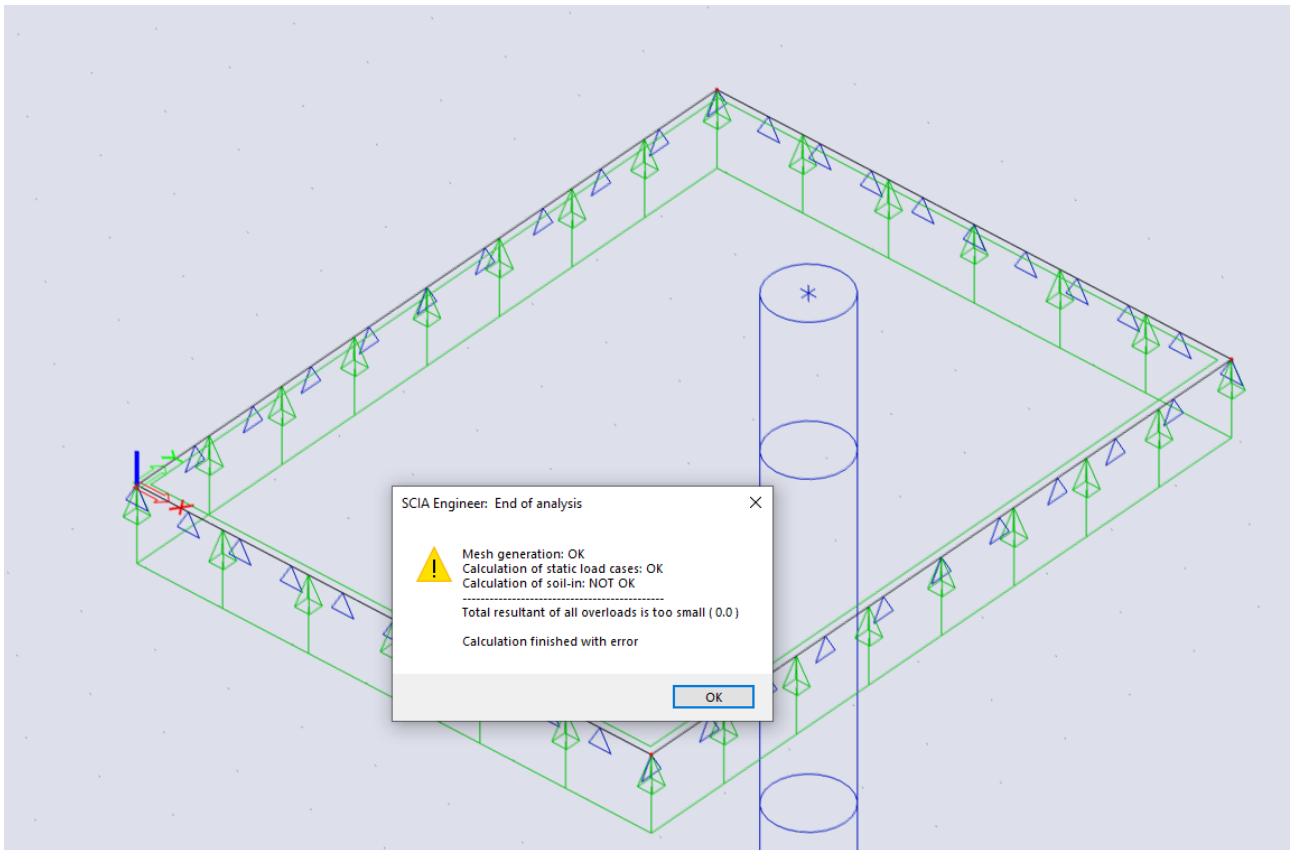 SCIA Engineer: End of analysis
Mesh generation: OK
Calculation of static load cases: OK
Calculation of soil-in: NOT OK
--------------------------------------------
Total resultant of all overloads is too small ( 0.0 )
Calculation finished with error
OK